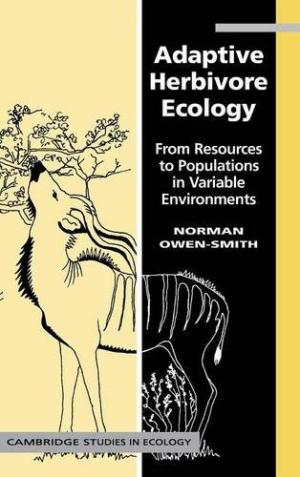 Adaptive
Herbivore
Ecology
From Resources
to Populations
in Variable
Environments
NORMAN
OWEN-SMITH
CAMBRIDGE STUDIES IN ECOLOGY